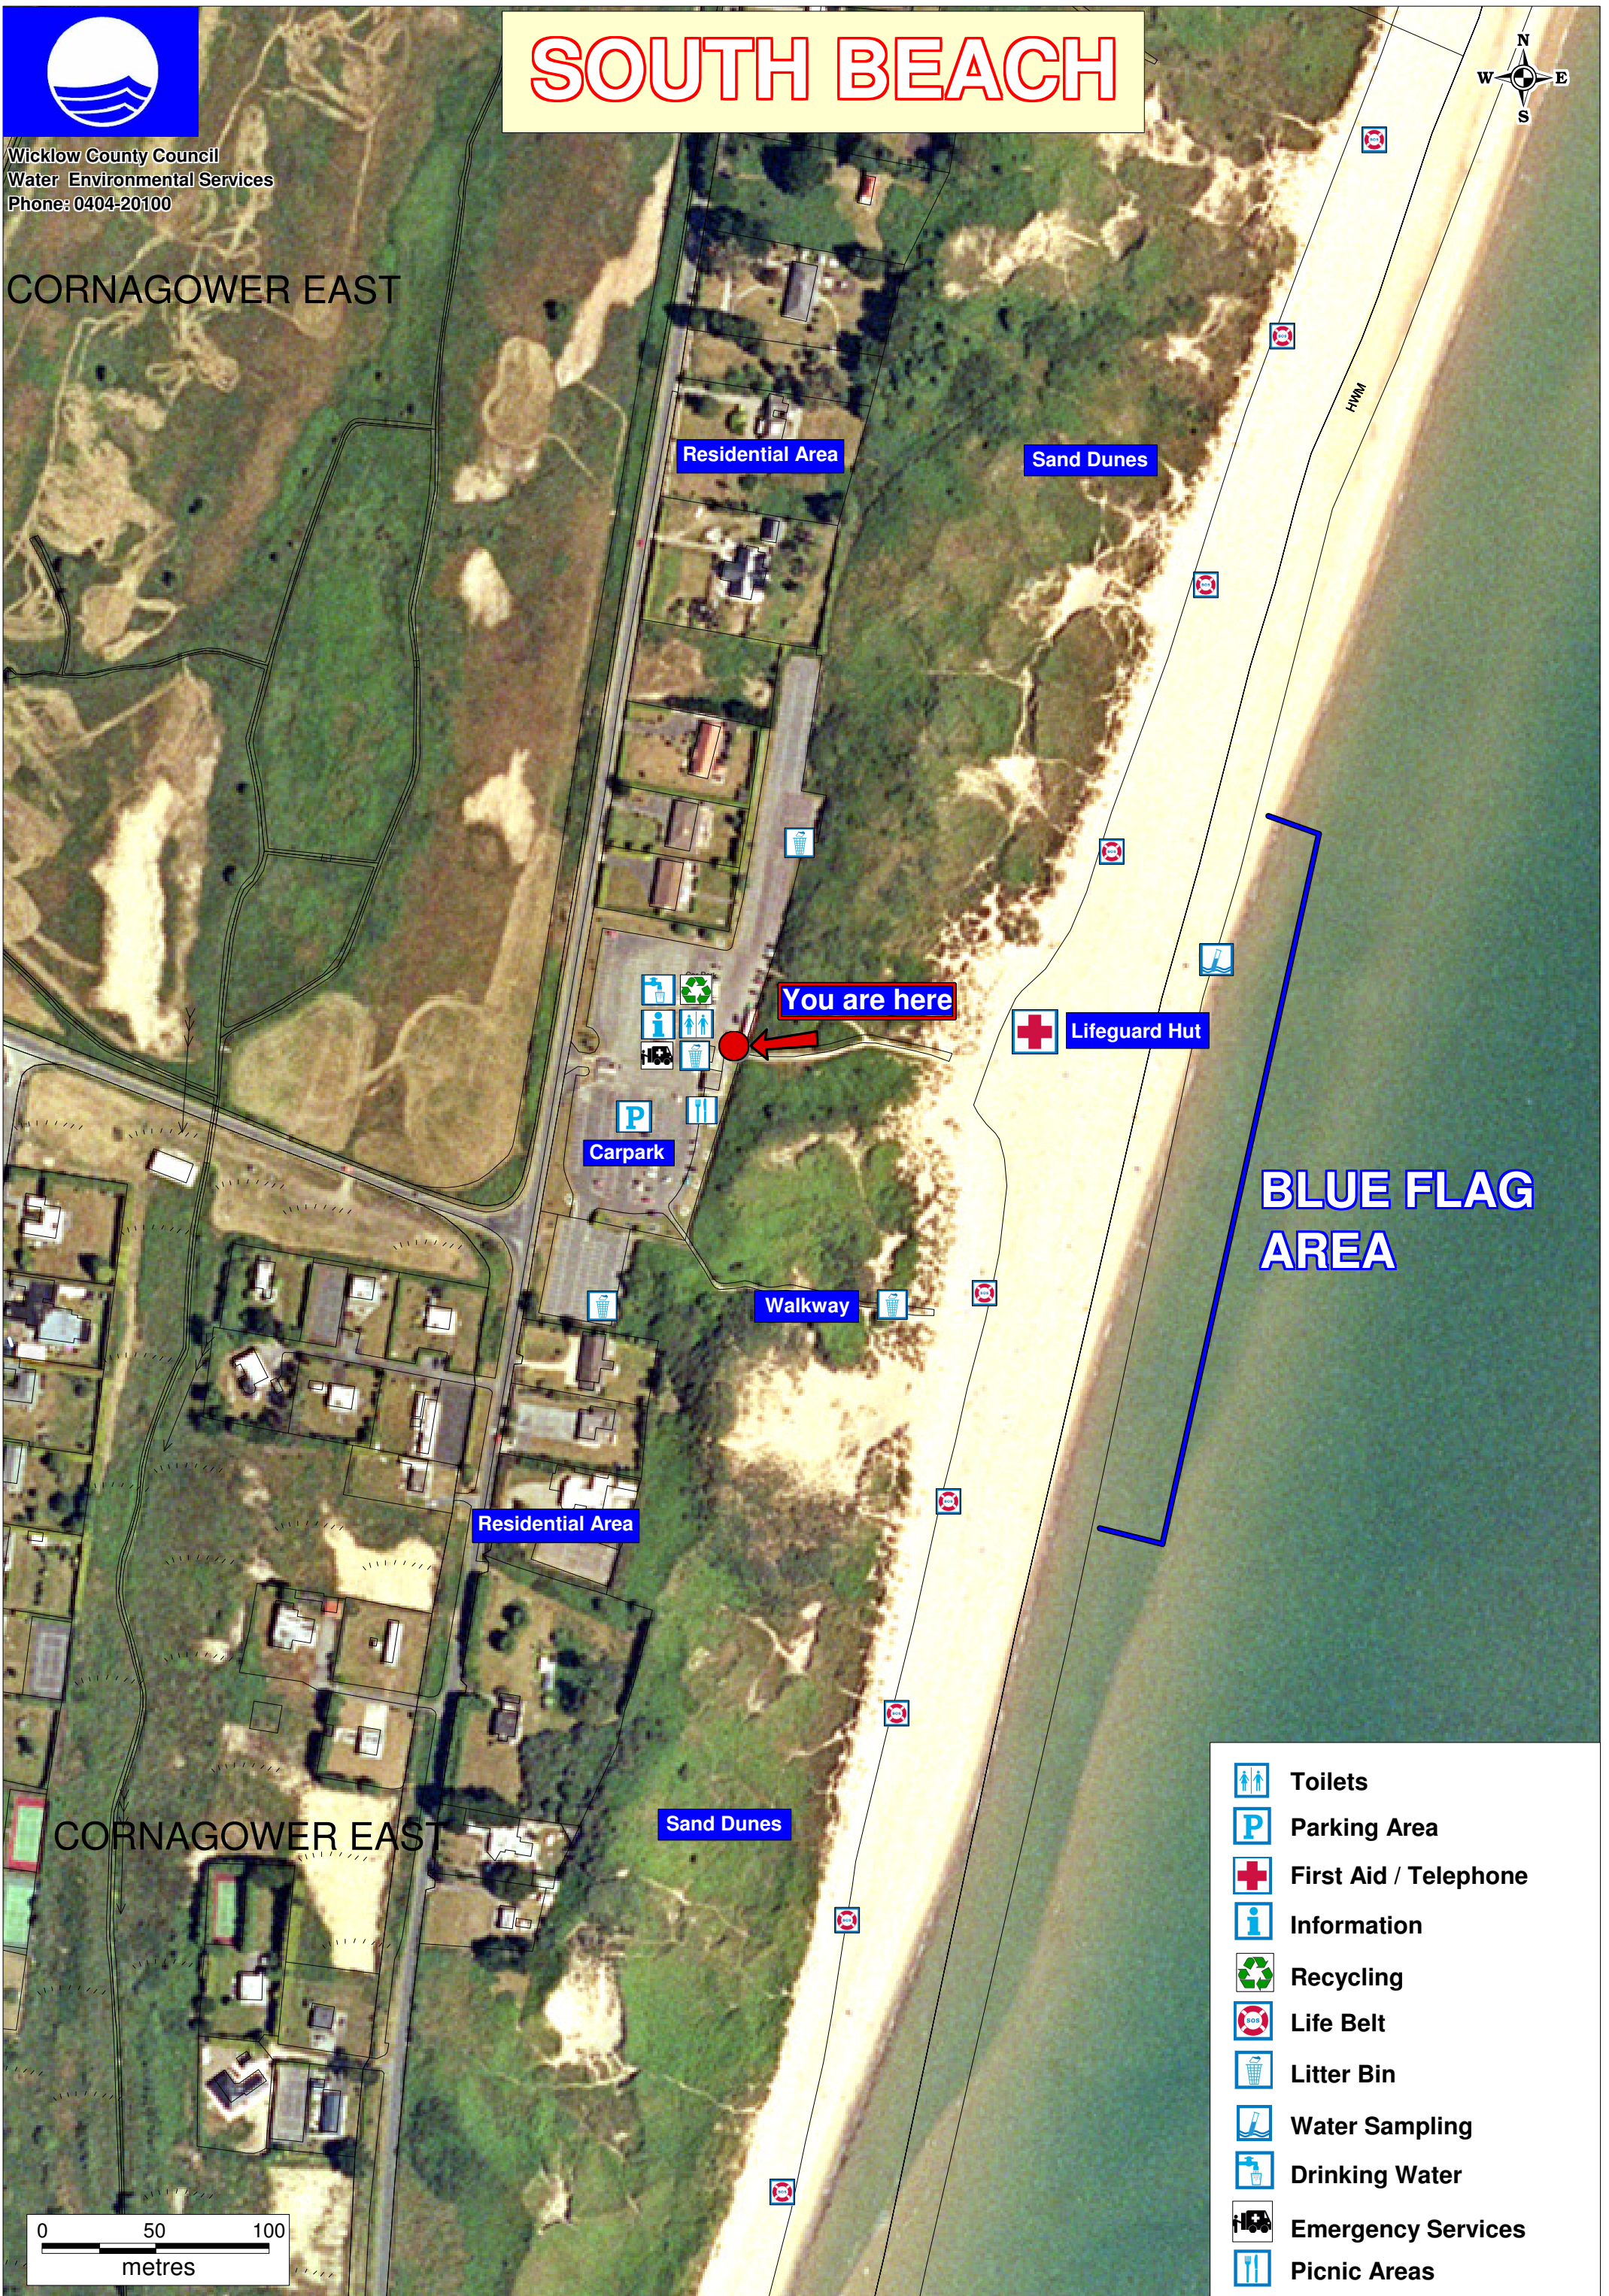 SOUTH BEACH
N
W E
S
Wicklow County Council
Water Environmental Services
Phone: 0404-20100
CORNAGOWER EAST
HWM
Residential Area
Sand Dunes
You are here
Lifeguard Hut
P
Carpark
BLUE FLAG
AREA
Walkway
Residential Area
Sand Dunes
CORNAGOWER EAST
Toilets
P Parking Area
First Aid / Telephone
i Information
Recycling
SOS Life Belt
Litter Bin
Water Sampling
Drinking Water
Emergency Services
Picnic Areas
0 50 100
metres